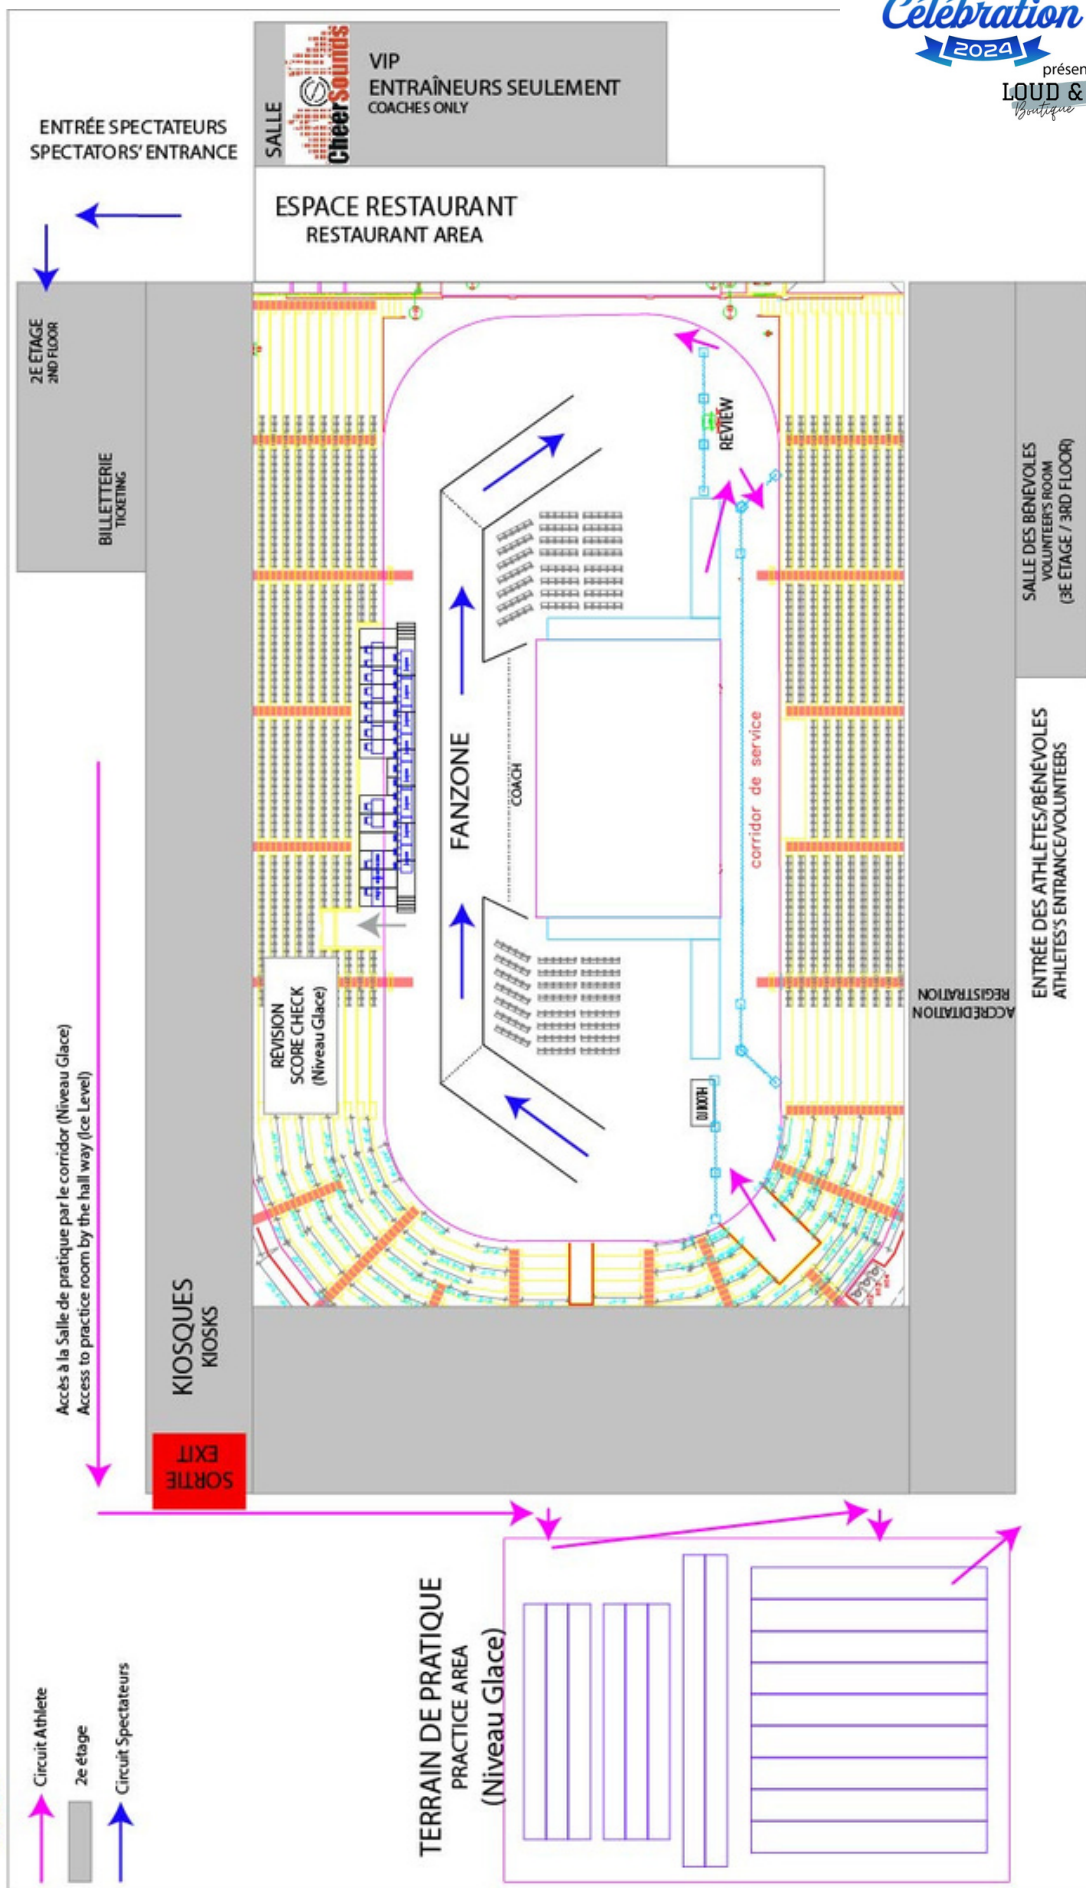 Célébration
2024
présen
LOUD &
Boutique
SALLE
CheerSounds
VIP
ENTRAÎNEURS SEULEMENT
COACHES ONLY
ENTRÉE SPECTATEURS
SPECTATORS' ENTRANCE
ESPACE RESTAURANT
RESTAURANT AREA
2E ÉTAGE
2ND FLOOR
BILLETTERIE
TICKETING
REVIEW
SALLE DES BÉNÉVOLES
VOLUNTEER'S ROOM
(3E ÉTAGE / 3RD FLOOR)
FANZONE
COACH
corridor de service
ENTRÉE DES ATHLÈTES/BÉNÉVOLES
ATHLETES'S ENTRANCE/VOLUNTEERS
ACCRÉDITATION
REGISTRATION
RÉVISION
SCORE CHECK
(Niveau Glace)
Accès à la Salle de pratique par le corridor (Niveau Glace)
Access to practice room by the hall way (Ice Level)
KIOSQUES
KIOSKS
SORTIE
EXIT
TERRAIN DE PRATIQUE
PRACTICE AREA
(Niveau Glace)
Circuit Athlete
2e étage
Circuit Spectateurs